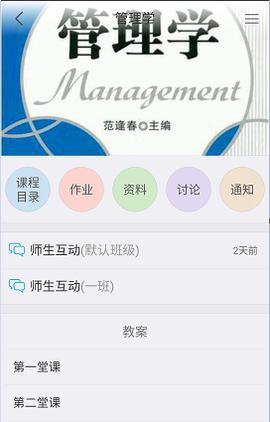 管理学
管理学
Management
范逢春◎主编
课程
目录
作业
资料
讨论
通知
师生互动(默认班级)
2天前
师生互动(一班)
教案
第一堂课
第二堂课